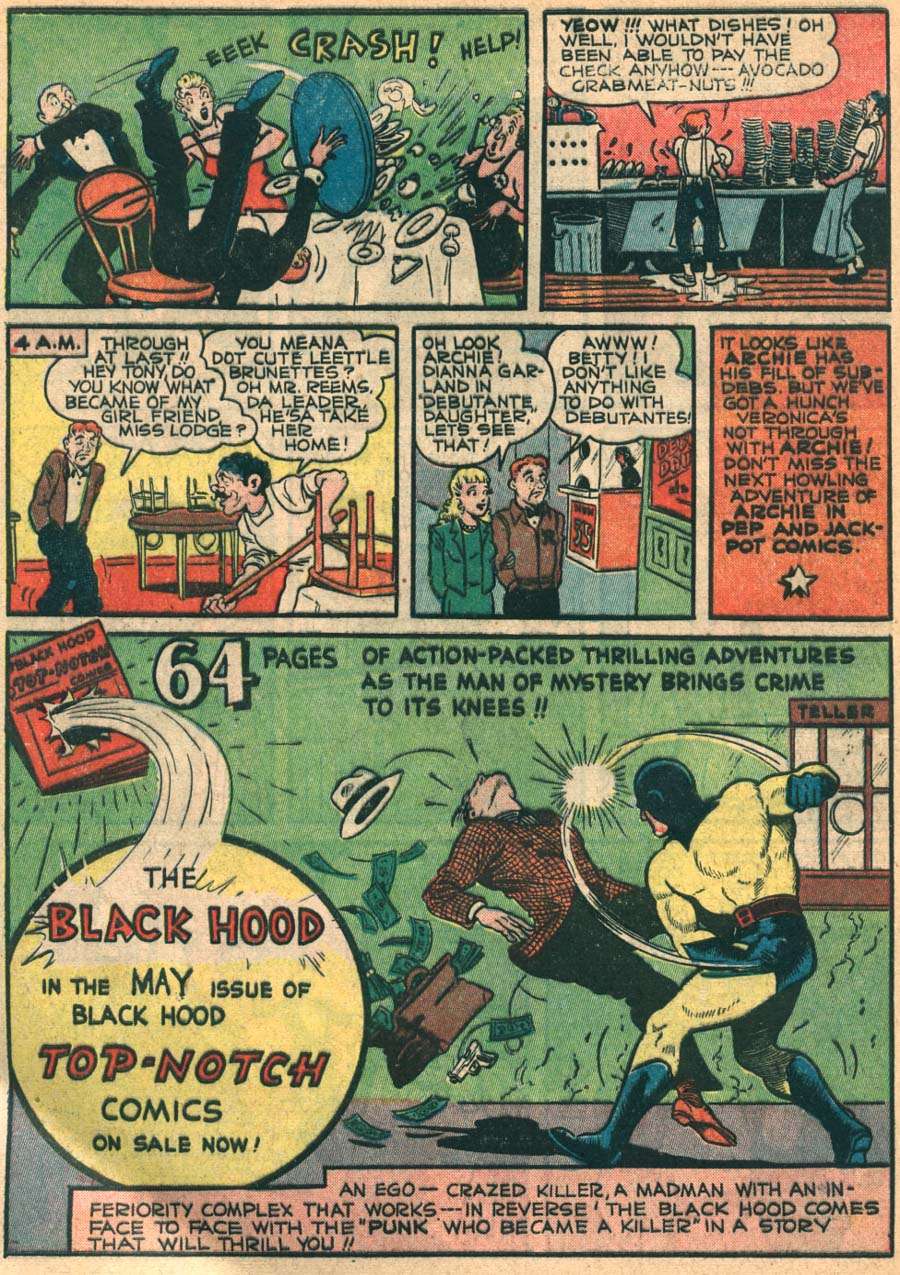 EEEK
CRASH!
HELP!
YEOW!!! WHAT DISHES! OH
WELL, I WOULDN'T HAVE
BEEN ABLE TO PAY THE
CHECK ANYHOW--- AVOCADO
CRABMEAT-NUTS!!!
4 A.M.
THROUGH
AT LAST!!
HEY TONY, DO
YOU KNOW WHAT
BECAME OF MY
GIRL FRIEND
MISS LODGE?
YOU MEANA
DOT CUTE LEETTLE
BRUNETTES?
OH MR. REEMS,
DA LEADER,
HE'SA TAKE
HER
HOME!
OH LOOK
ARCHIE!
DIANNA GAR-
LAND IN
"DEBUTANTE
DAUGHTER,"
LETS SEE
THAT!
AWWW!
BETTY! I
DON'T LIKE
ANYTHING
TO DO WITH
DEBUTANTES!
55
IT LOOKS LIKE
ARCHIE HAS
HIS FILL OF SUB-
DEBS. BUT WE'VE
GOT A HUNCH
VERONICA'S
NOT THROUGH
WITH ARCHIE!
DON'T MISS THE
NEXT HOWLING
ADVENTURE OF
ARCHIE IN
PEP AND JACK-
POT COMICS.
BLACK HOOD
TOP-NOTCH
COMICS
64 PAGES OF ACTION-PACKED THRILLING ADVENTURES
AS THE MAN OF MYSTERY BRINGS CRIME
TO ITS KNEES!!
TELLER
THE
BLACK HOOD
IN THE MAY ISSUE OF
BLACK HOOD
TOP-NOTCH
COMICS
ON SALE NOW!
AN EGO-CRAZED KILLER, A MADMAN WITH AN IN-
FERIORITY COMPLEX THAT WORKS---IN REVERSE! THE BLACK HOOD COMES
FACE TO FACE WITH THE "PUNK WHO BECAME A KILLER" IN A STORY
THAT WILL THRILL YOU!!